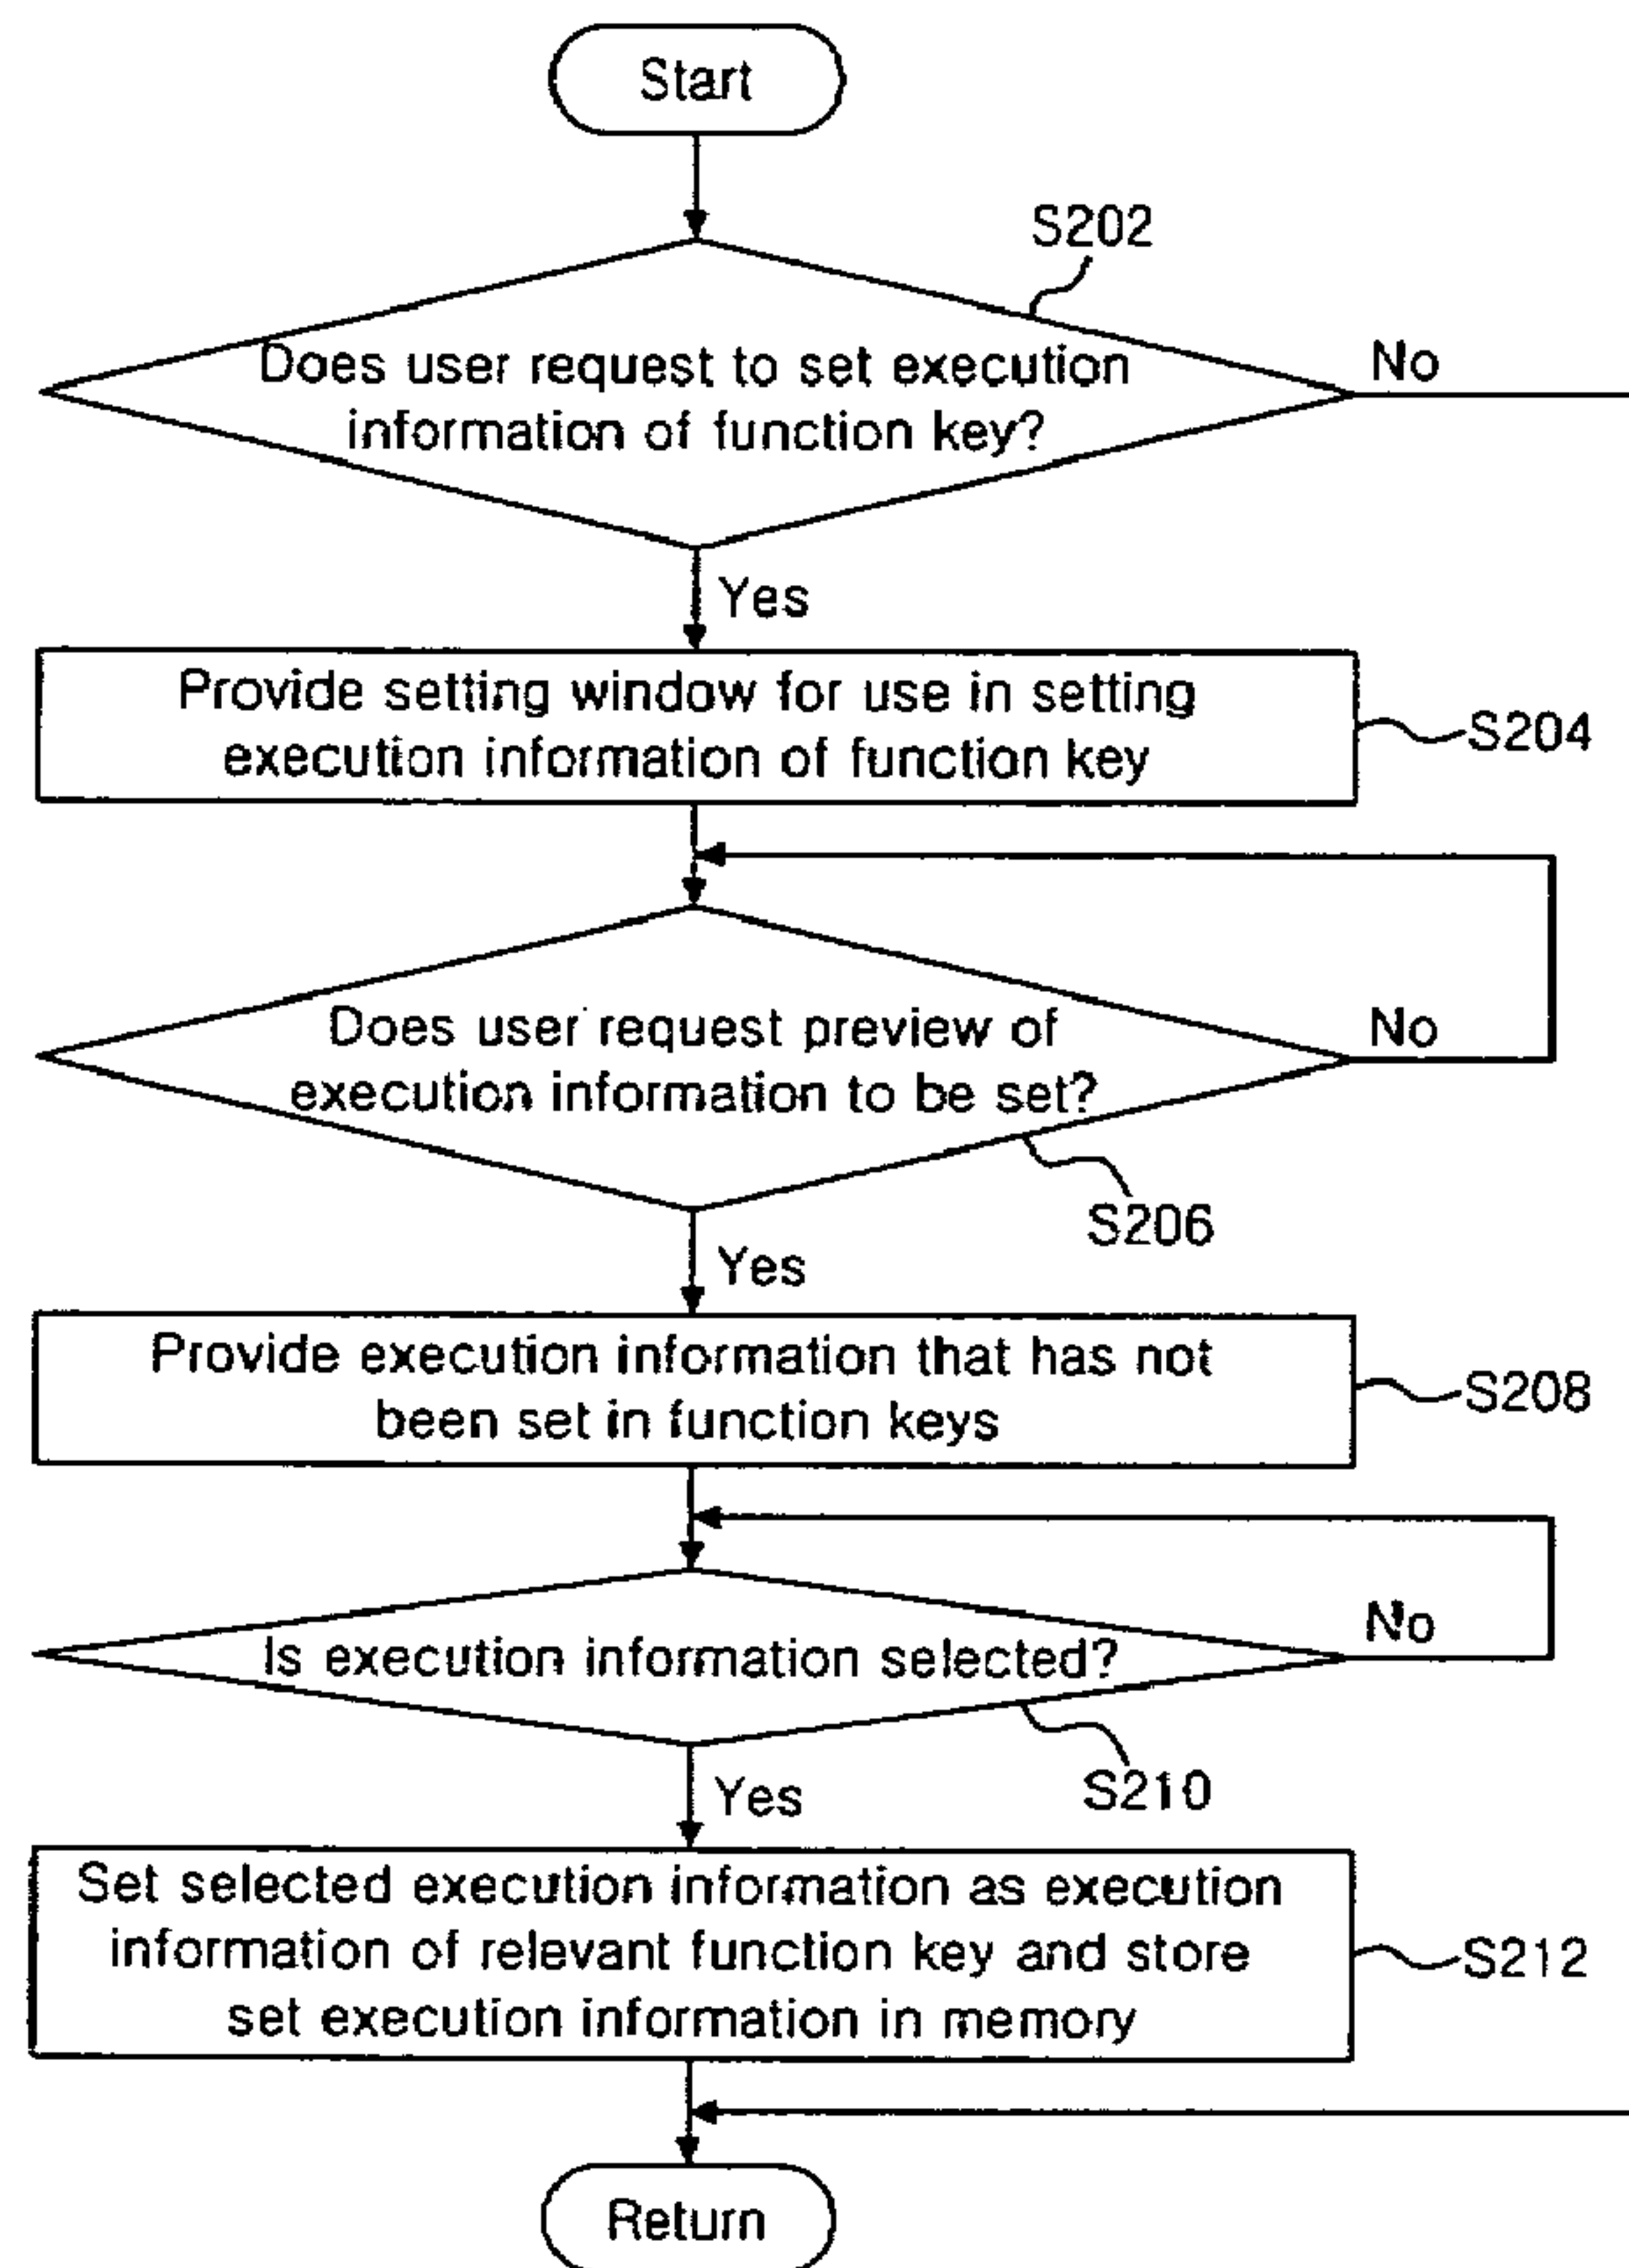 Start
S202
Does user request to set execution
information of function key?
No
Yes
Provide setting window for use in setting
execution information of function key
S204
Does user request preview of
execution information to be set?
No
S206
Yes
Provide execution information that has not
been set in function keys
S208
Is execution information selected?
No
S210
Yes
Set selected execution information as execution
information of relevant function key and store
set execution information in memory
S212
Return